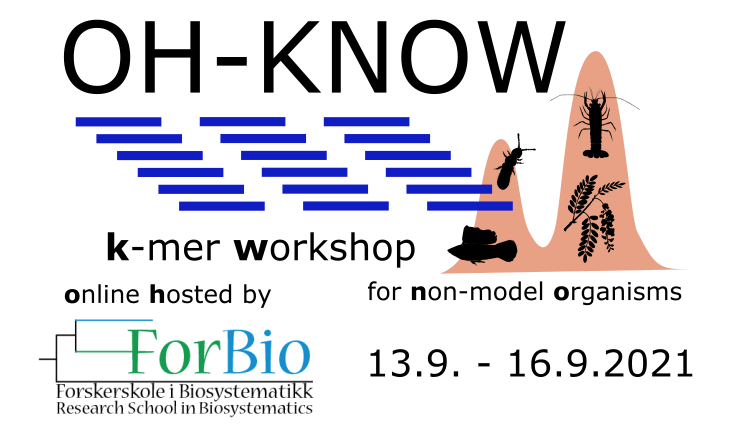 OH-KNOW
k-mer workshop
online hosted by
for non-model organisms
ForBio
Forskerskole i Biosystematikk
Research School in Biosystematics
13.9. - 16.9.2021